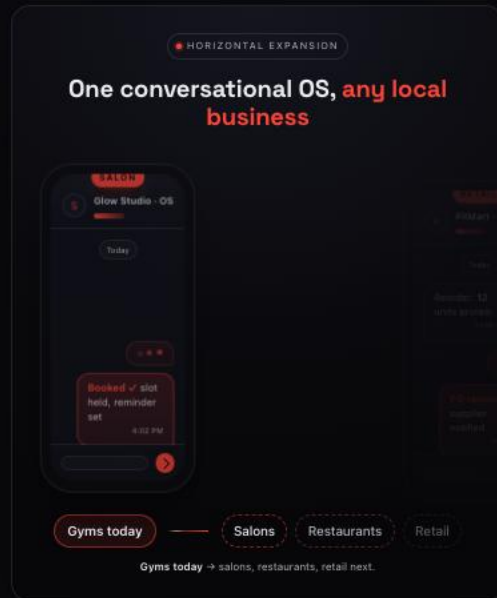 HORIZONTAL EXPANSION
One conversational OS, any local
business
SALON
S
Glow Studio · OS
Today
Booked ✓ slot
held, reminder
set
4:02 PM
Gyms today
Salons
Restaurants
Retail
Gyms today → salons, restaurants, retail next.